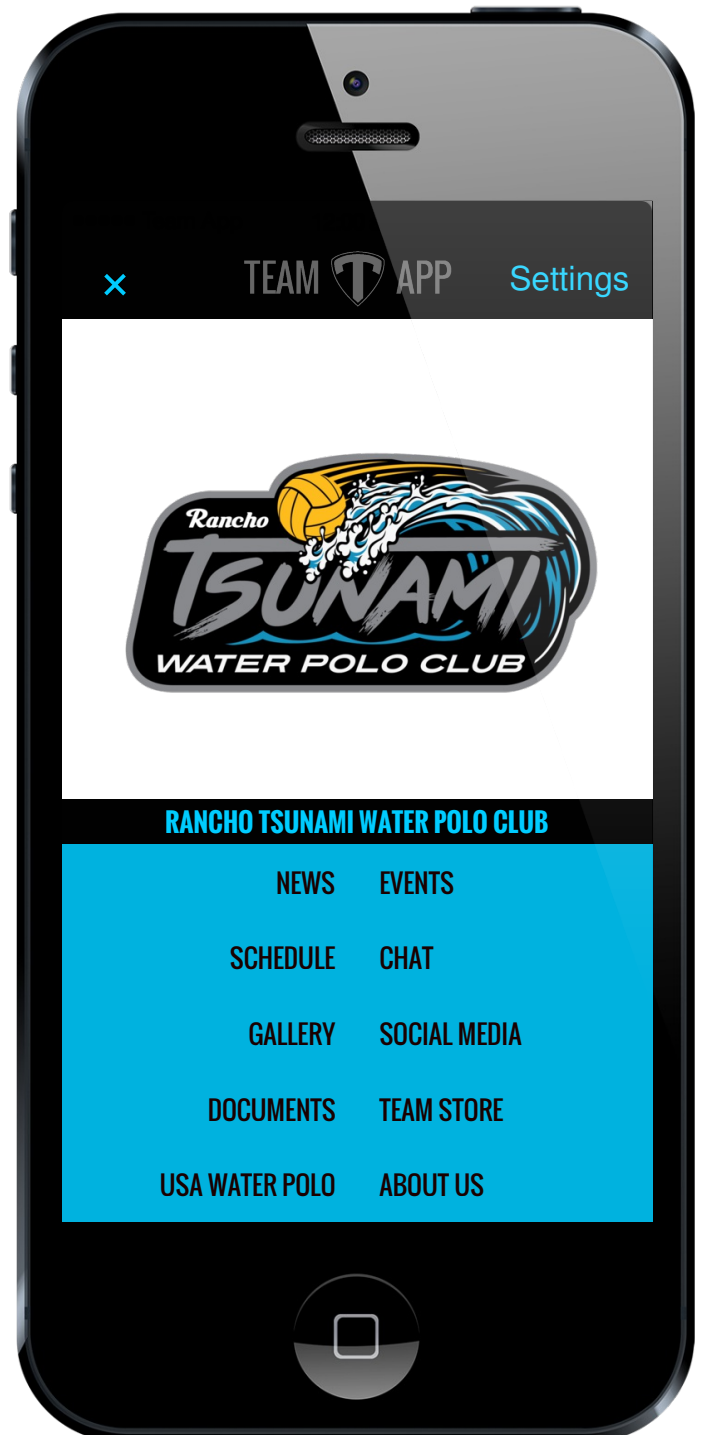 ✕ TEAM T APP Settings
Rancho
TSUNAMI
WATER POLO CLUB
RANCHO TSUNAMI WATER POLO CLUB
NEWS EVENTS
SCHEDULE CHAT
GALLERY SOCIAL MEDIA
DOCUMENTS TEAM STORE
USA WATER POLO ABOUT US